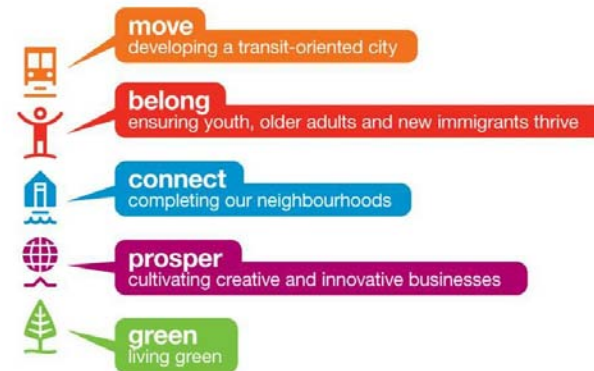 move
developing a transit-oriented city
belong
ensuring youth, older adults and new immigrants thrive
connect
completing our neighbourhoods
prosper
cultivating creative and innovative businesses
green
living green